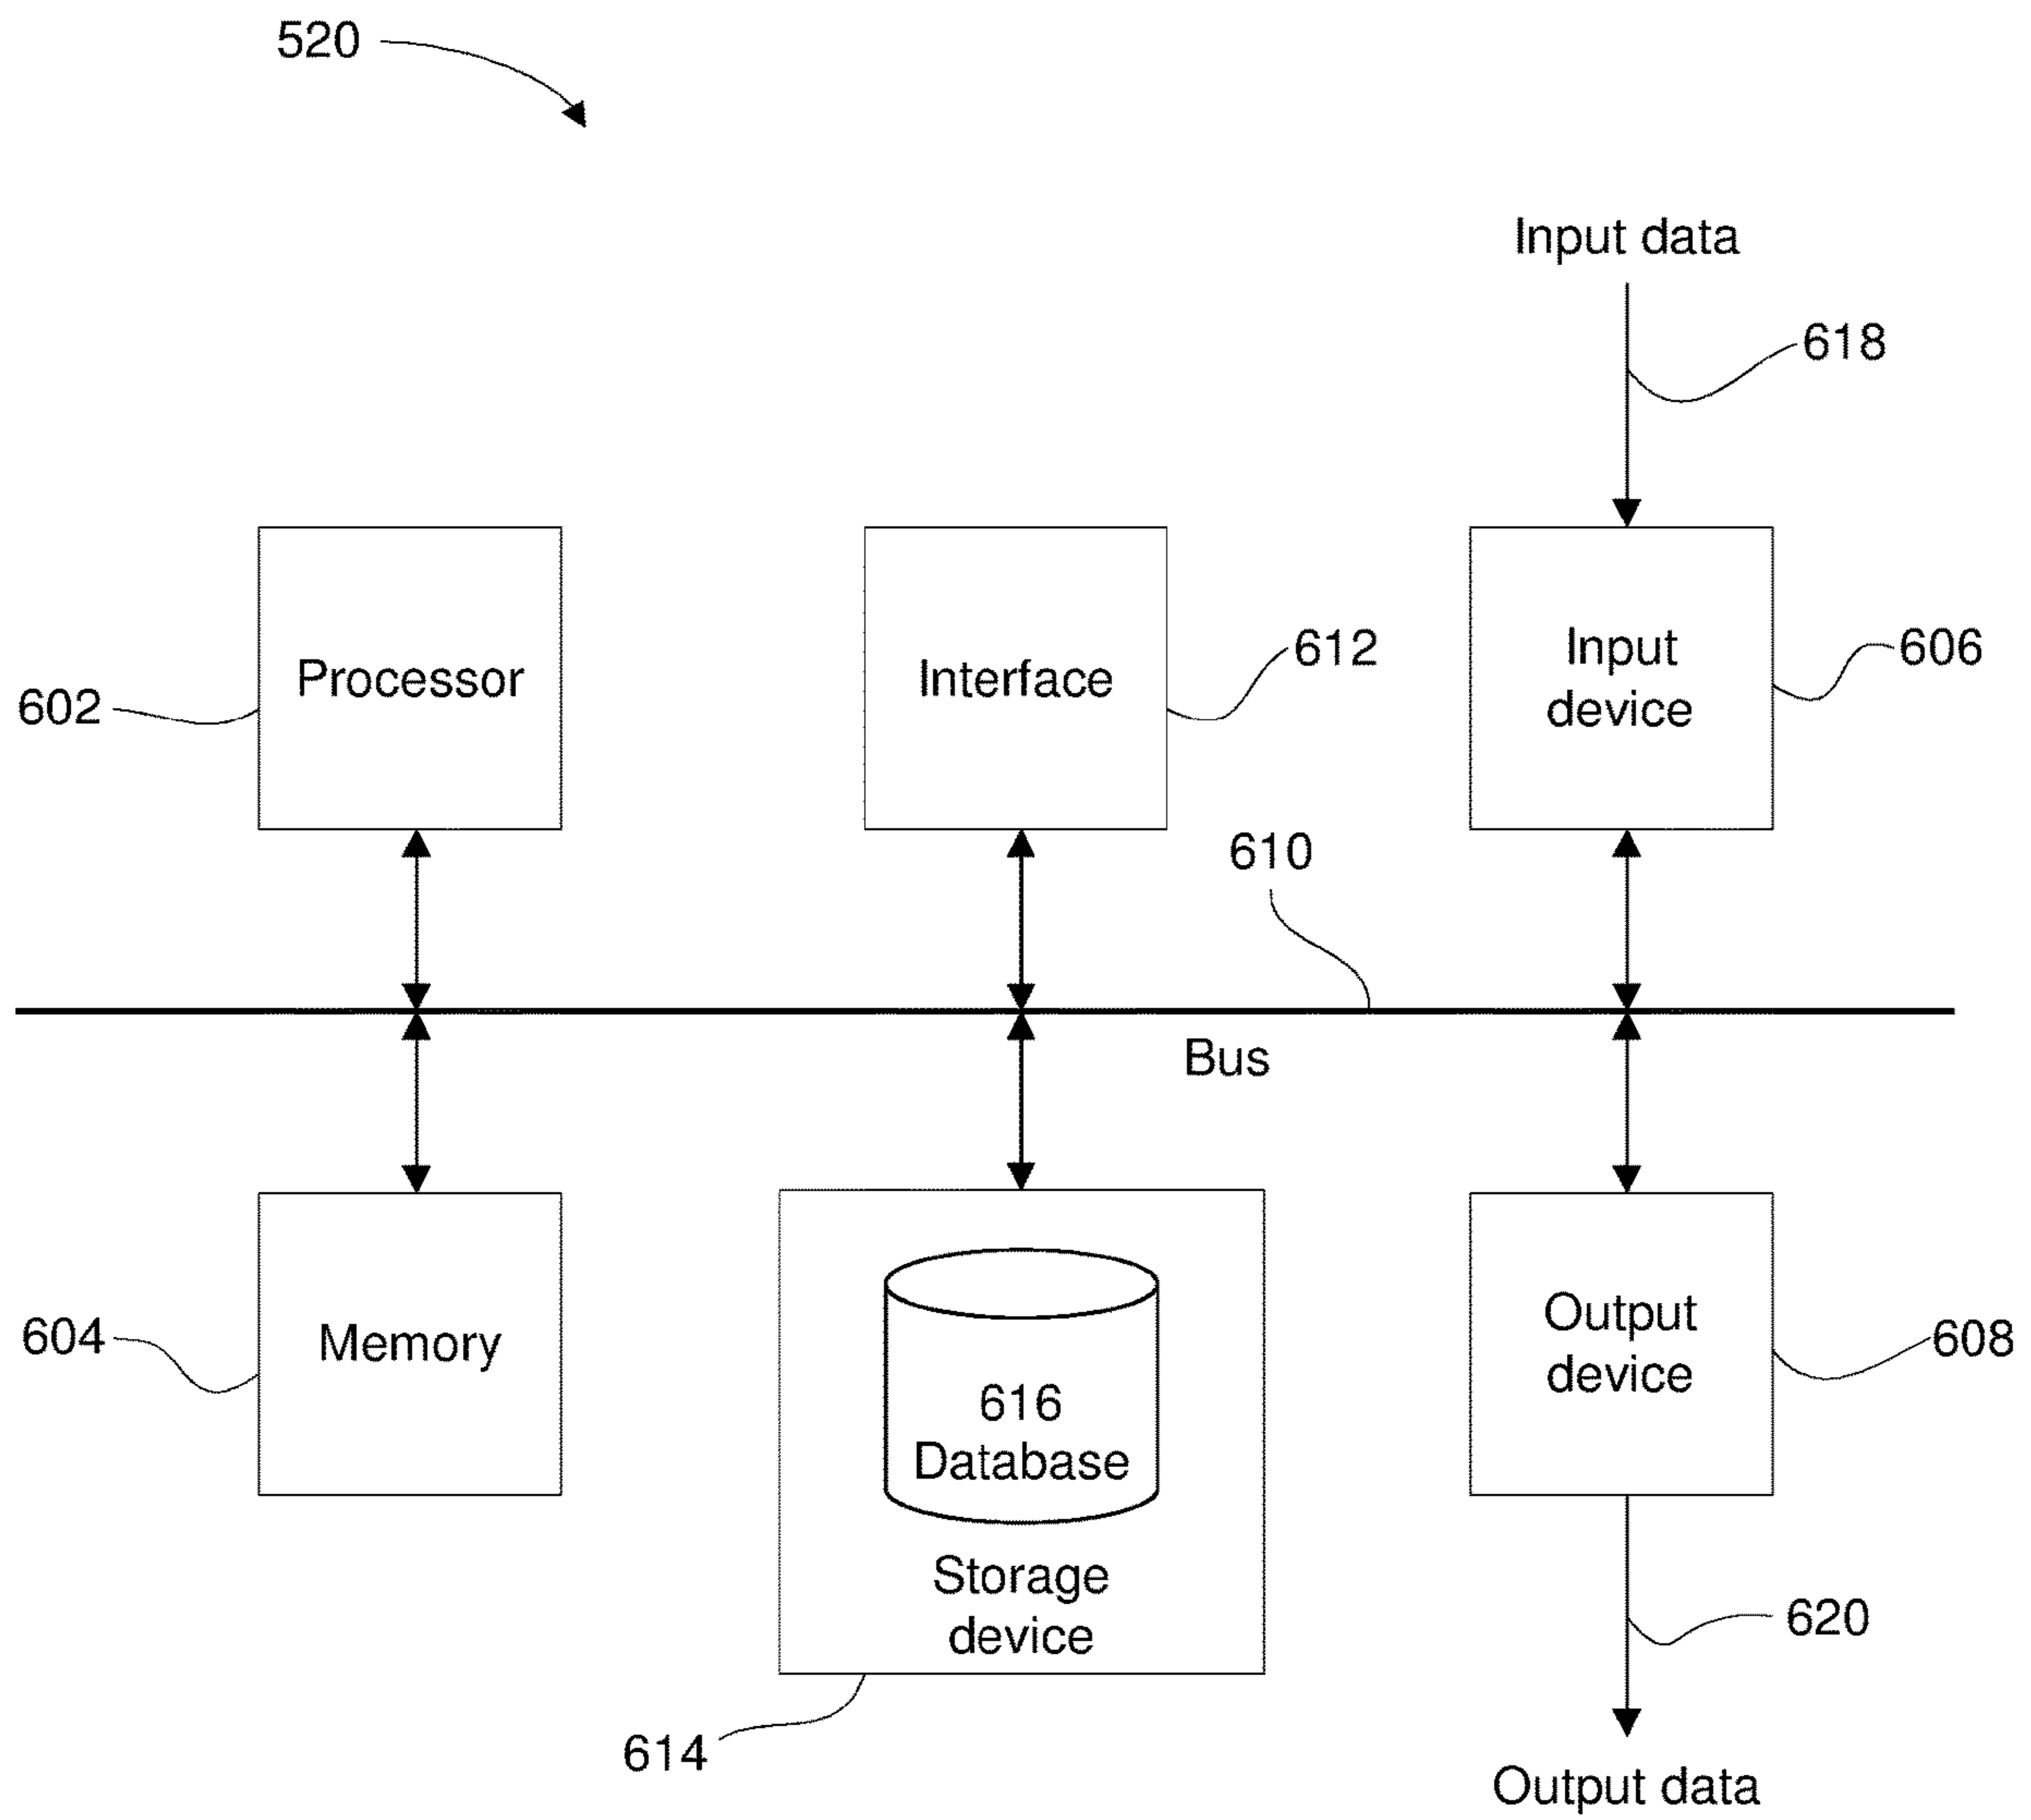 520
Input data
618
Processor
602
Interface
612
Input
device
606
610
Bus
Memory
604
616
Database
Storage
device
614
Output
device
608
620
Output data